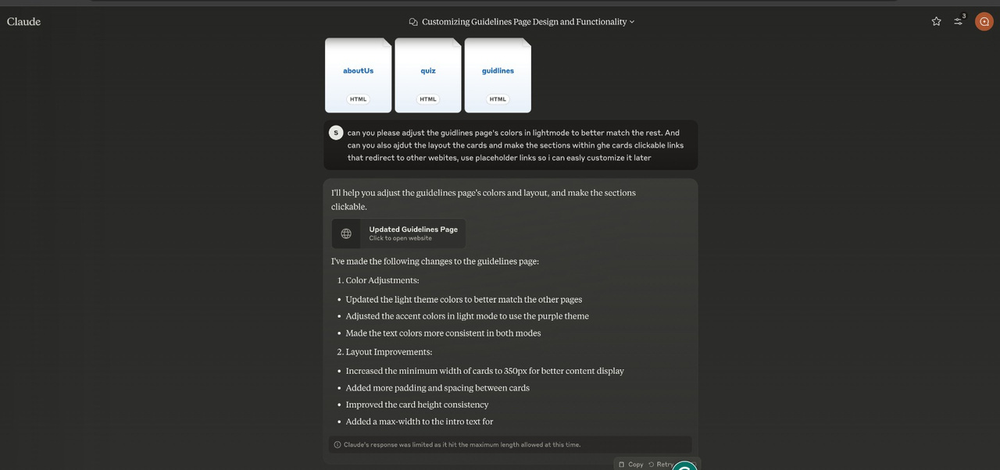 Claude
Customizing Guidelines Page Design and Functionality
3
aboutUs
quiz
guidlines
HTML
HTML
HTML
S
can you please adjust the guidlines page's colors in lightmode to better match the rest. And
can you also ajdut the layout the cards and make the sections within ghe cards clickable links
that redirect to other webites, use placeholder links so i can easly customize it later
I'll help you adjust the guidelines page's colors and layout, and make the sections
clickable.
Updated Guidelines Page
Click to open website
I've made the following changes to the guidelines page:
1. Color Adjustments:
• Updated the light theme colors to better match the other pages
• Adjusted the accent colors in light mode to use the purple theme
• Made the text colors more consistent in both modes
2. Layout Improvements:
• Increased the minimum width of cards to 350px for better content display
• Added more padding and spacing between cards
• Improved the card height consistency
• Added a max-width to the intro text for
Claude's response was limited as it hit the maximum length allowed at this time.
Copy Retry